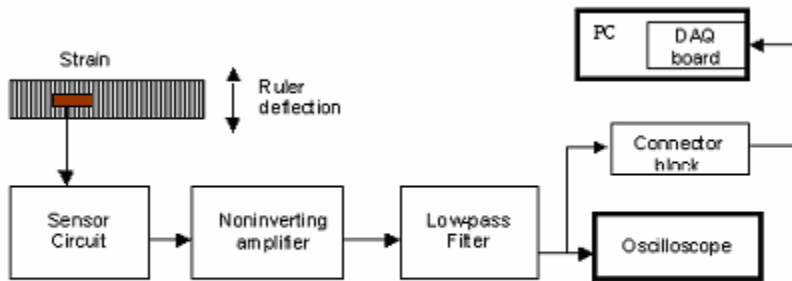 PC
DAQ
board
Strain
Ruler
deflection
Connector
block
Sensor
Circuit
Noninverting
amplifier
Low-pass
Filter
Oscilloscope